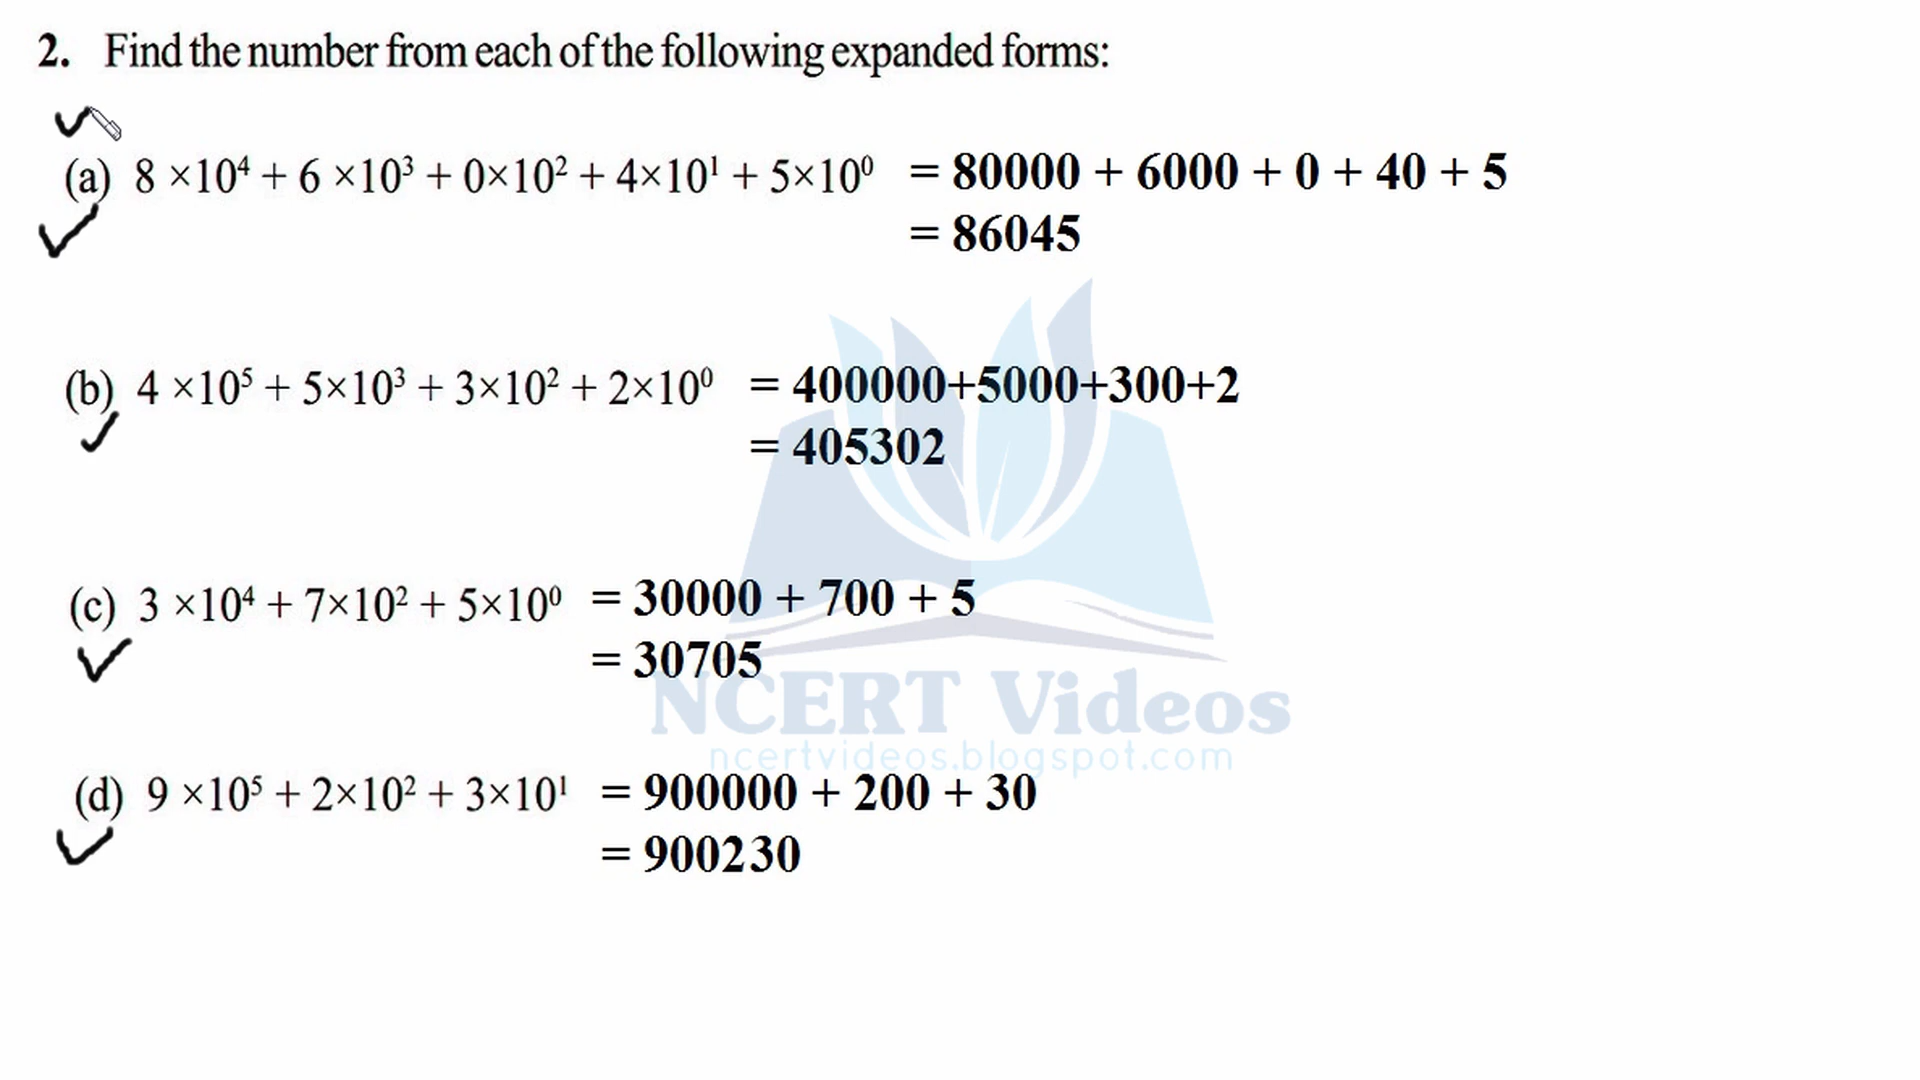 2. Find the number from each of the following expanded forms:
(a) 8 ×10⁴ + 6 ×10³ + 0×10² + 4×10¹ + 5×10⁰ = 80000 + 6000 + 0 + 40 + 5
= 86045
(b) 4 ×10⁵ + 5×10³ + 3×10² + 2×10⁰ = 400000+5000+300+2
= 405302
(c) 3 ×10⁴ + 7×10² + 5×10⁰ = 30000 + 700 + 5
= 30705
NCERT Videos
ncertvideos.blogspot.com
(d) 9 ×10⁵ + 2×10² + 3×10¹ = 900000 + 200 + 30
= 900230